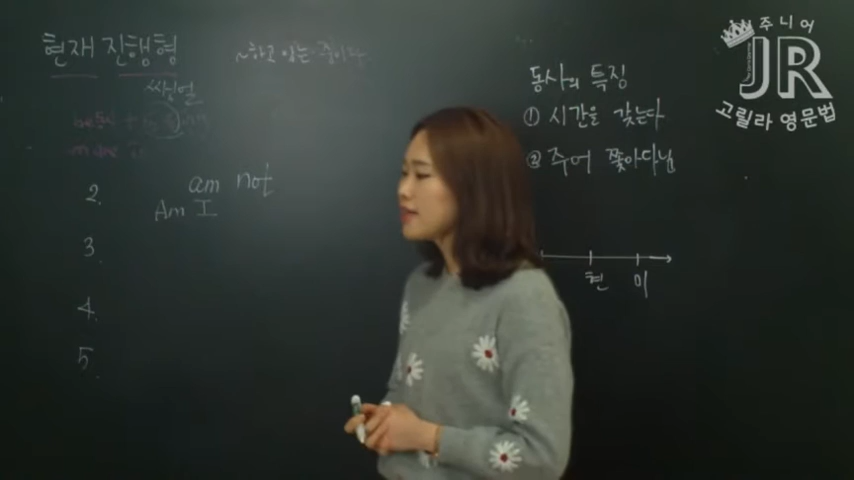 현재 진행형
~하고 있는 중이다
쌍얼
am not
2.
Am I
3.
4.
5.
동사의 특징
① 시간을 갖는다
② 주어 쫓아다님
현 미
주니어
JR
고릴라 영문법